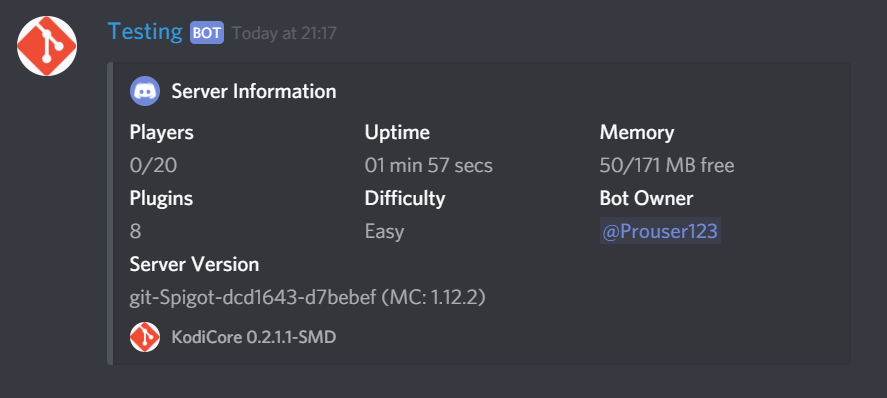 Testing BOT Today at 21:17
Server Information
Players Uptime Memory
0/20 01 min 57 secs 50/171 MB free
Plugins Difficulty Bot Owner
8 Easy @Prouser123
Server Version
git-Spigot-dcd1643-d7bebef (MC: 1.12.2)
KodiCore 0.2.1.1-SMD